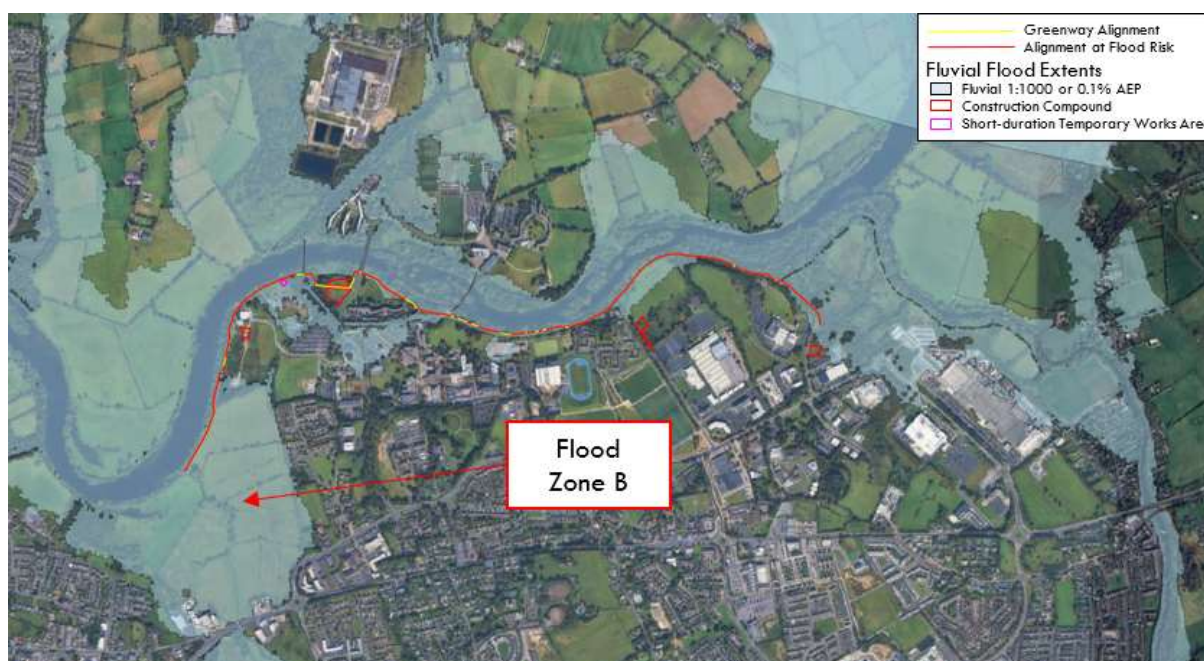 Greenway Alignment
Alignment at Flood Risk
Fluvial Flood Extents
Fluvial 1:1000 or 0.1% AEP
Construction Compound
Short-duration Temporary Works Are
Flood
Zone B